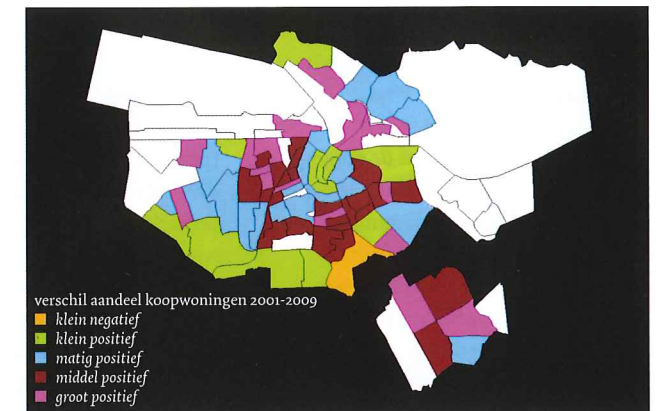 verschil aandeel koopwoningen 2001-2009
klein negatief
klein positief
matig positief
middel positief
groot positief